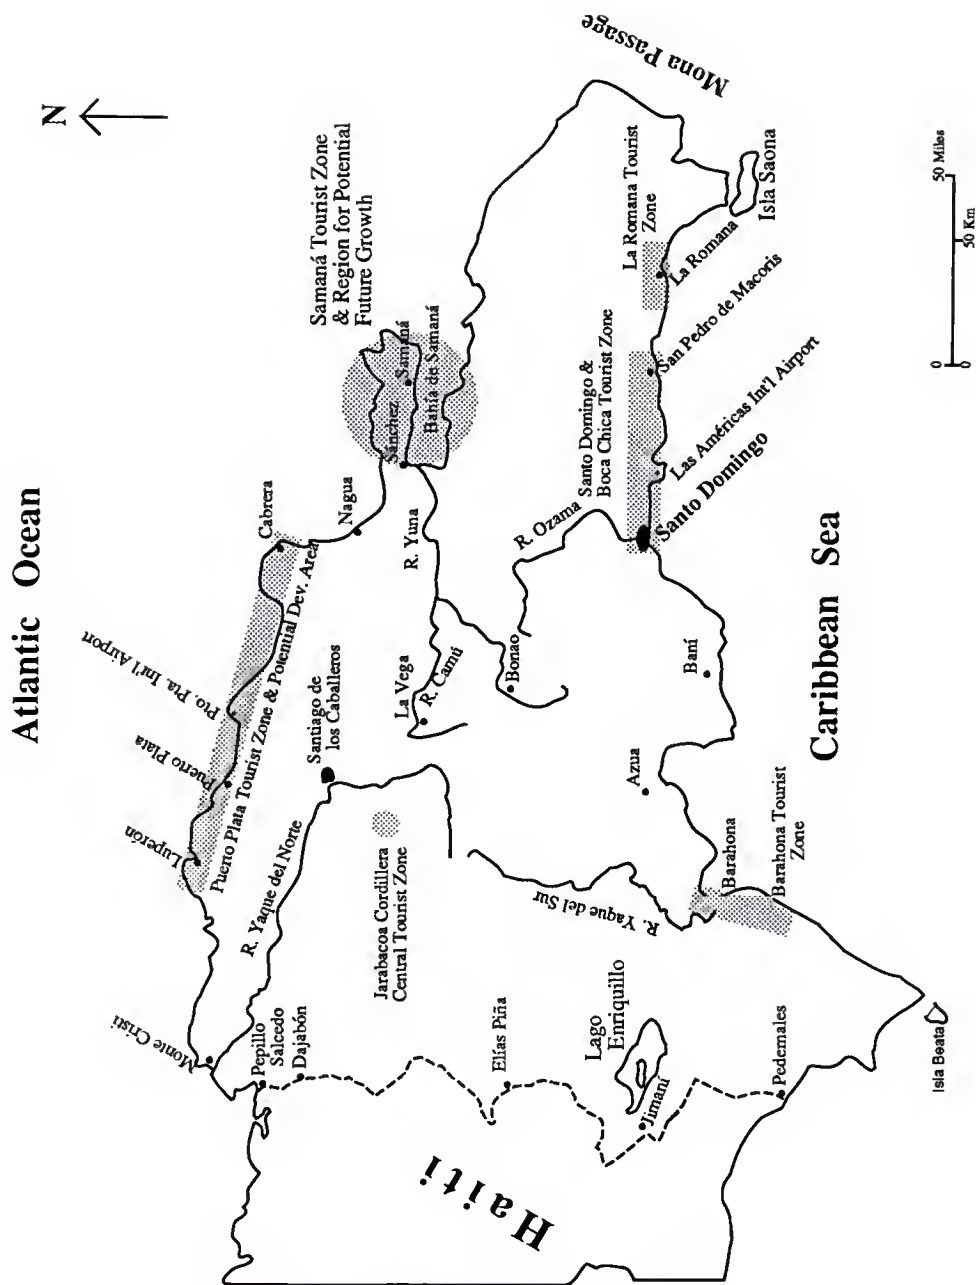 Atlantic Ocean
N
Monte Cristi
Luperón
Puerto Plata
Pto. Pta. Int'l Airport
Cabrera
Nagua
Puerto Plata Tourist Zone & Potential Dev. Area
Samaná Tourist Zone
& Region for Potential
Future Growth
Pepillo
Salcedo
Dajabón
R. Yaque del Norte
Santiago de
los Caballeros
Jarabacoa Cordillera
Central Tourist Zone
La Vega
R. Camú
R. Yuna
Bonao
Sánchez
Samaná
Bahía de Samaná
Mona Passage
Haiti
Elías Piña
Lago
Enriquillo
Jimaní
R. Yaque del Sur
Azua
Baní
R. Ozama
Santo Domingo &
Boca Chica Tourist Zone
La Romana Tourist
Zone
Santo Domingo
Las Américas Int'l Airport
San Pedro de Macoris
La Romana
Isla Saona
Barahona
Barahona Tourist
Zone
Pedernales
Isla Beata
Caribbean Sea
0 50 Miles
0 50 Km